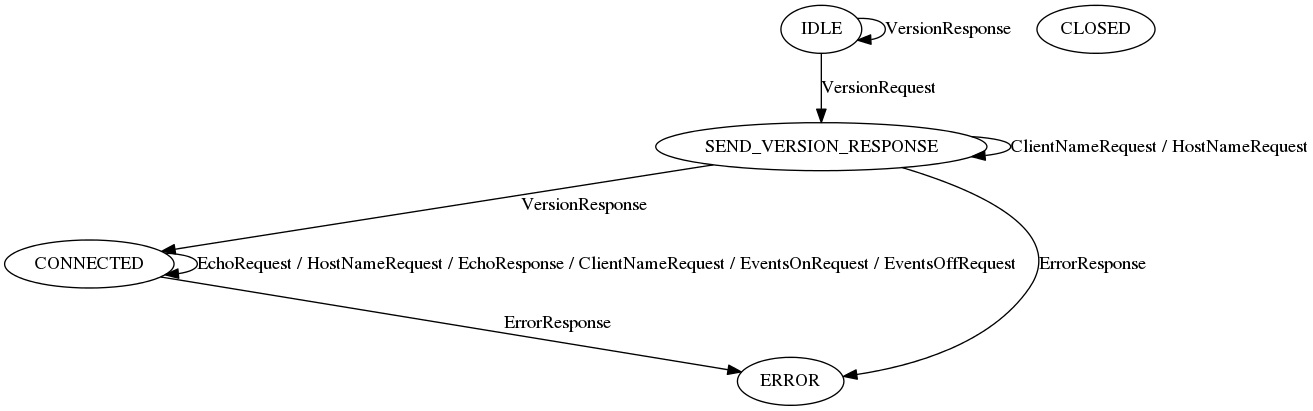 IDLE
VersionResponse
CLOSED
VersionRequest
SEND_VERSION_RESPONSE
ClientNameRequest / HostNameRequest
VersionResponse
CONNECTED
EchoRequest / HostNameRequest / EchoResponse / ClientNameRequest / EventsOnRequest / EventsOffRequest
ErrorResponse
ErrorResponse
ERROR